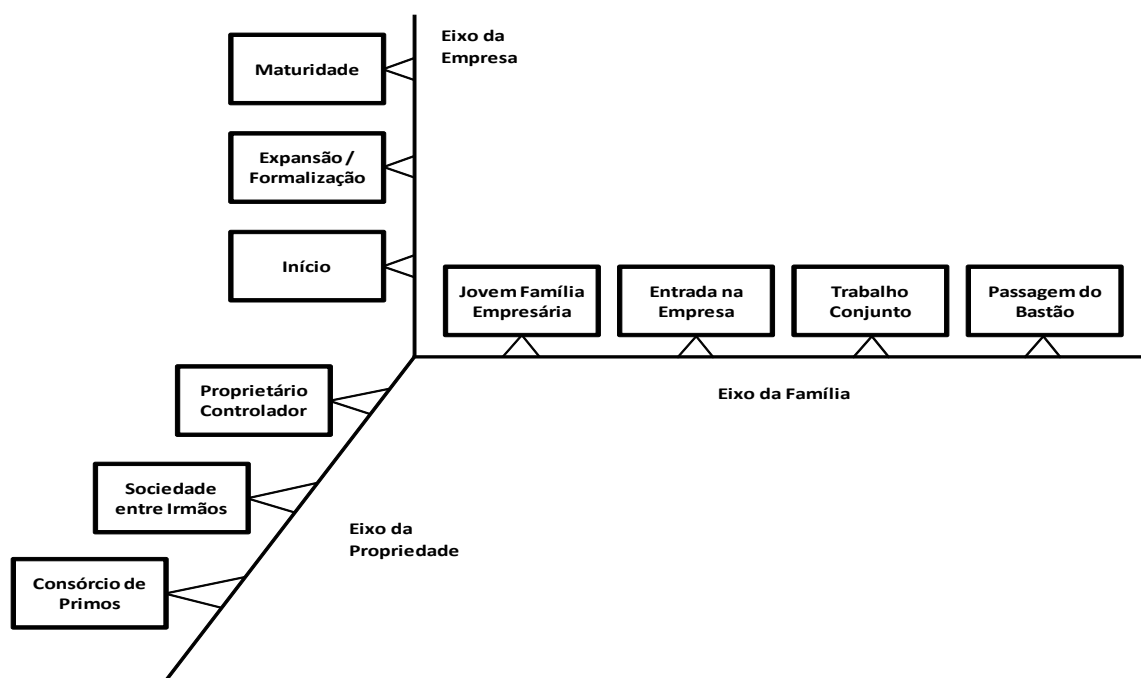 Eixo da
Empresa
Maturidade
Expansão /
Formalização
Início
Jovem Família
Empresária
Entrada na
Empresa
Trabalho
Conjunto
Passagem do
Bastão
Eixo da Família
Proprietário
Controlador
Sociedade
entre Irmãos
Eixo da
Propriedade
Consórcio de
Primos